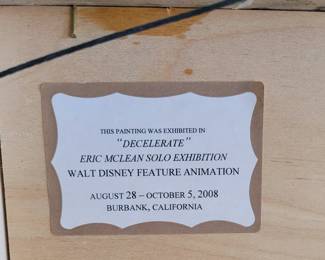 THIS PAINTING WAS EXHIBITED IN
"DECELERATE"
ERIC MCLEAN SOLO EXHIBITION
WALT DISNEY FEATURE ANIMATION
AUGUST 28 – OCTOBER 5, 2008
BURBANK, CALIFORNIA